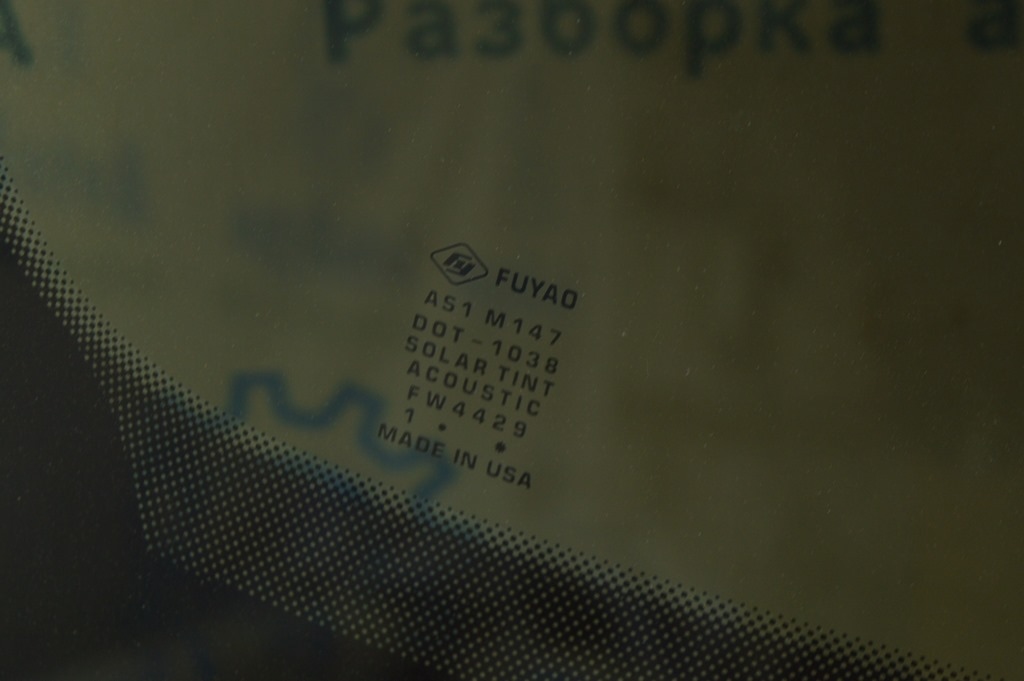 Разборка а
FUYAO
AS1 M147
DOT-1038
SOLAR TINT
ACOUSTIC
FW4429
1 . •
MADE IN USA